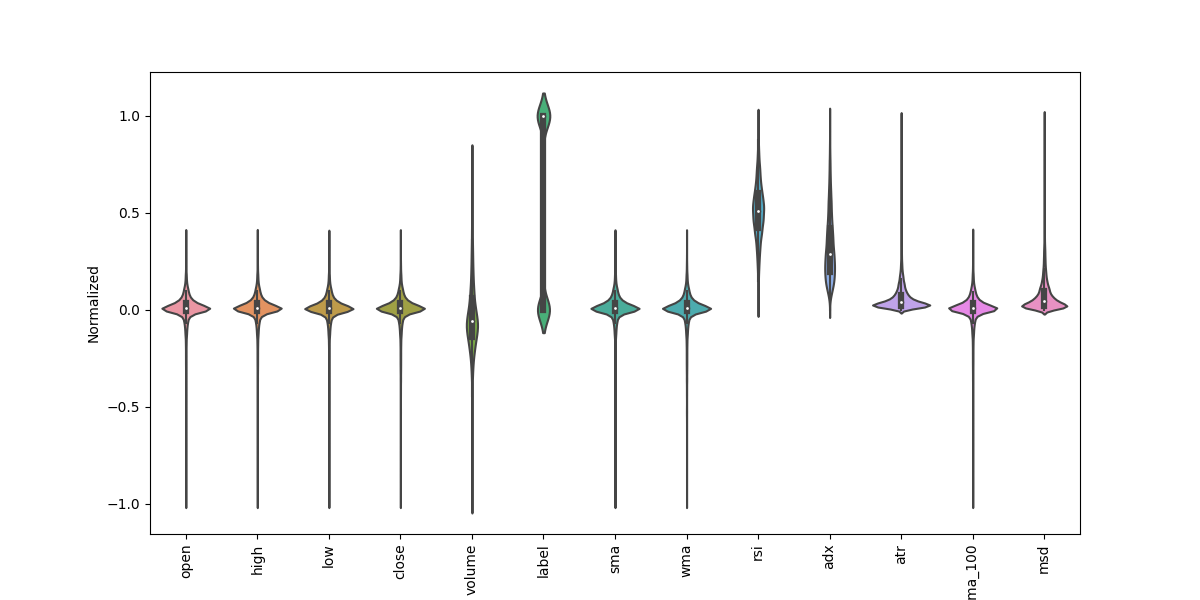 Normalized
1.0
0.5
0.0
−0.5
−1.0
open
high
low
close
volume
label
sma
wma
rsi
adx
atr
ma_100
msd